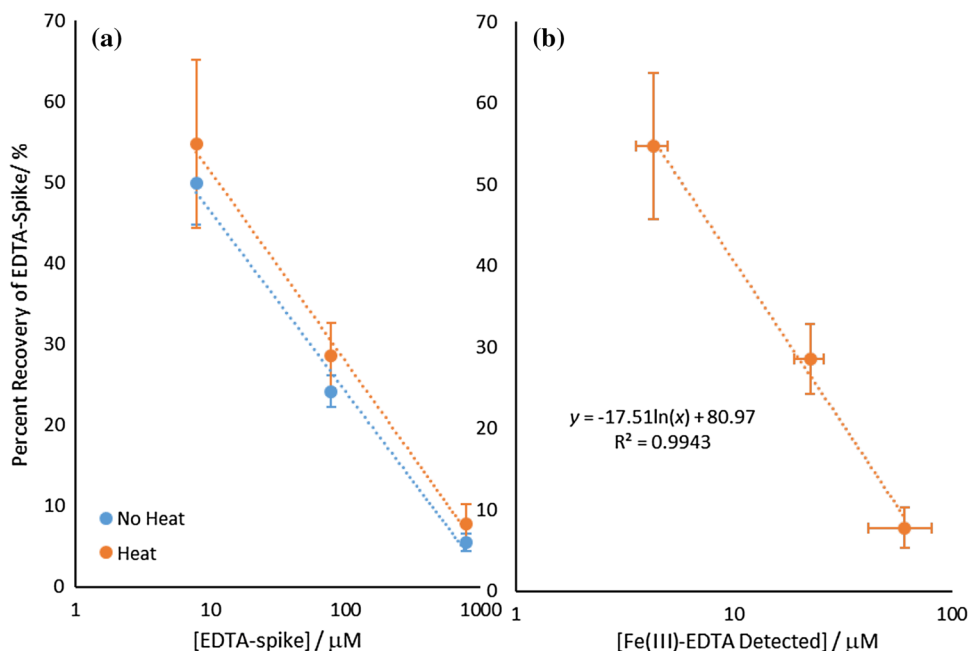 (a)
(b)
Percent Recovery of EDTA-Spike/ %
70
60
50
40
30
20
10
0
1
10
100
1000
[EDTA-spike] / μM
No Heat
Heat
70
60
50
40
30
20
10
0
1
10
100
[Fe(III)-EDTA Detected] / μM
y = -17.51ln(x) + 80.97
R² = 0.9943